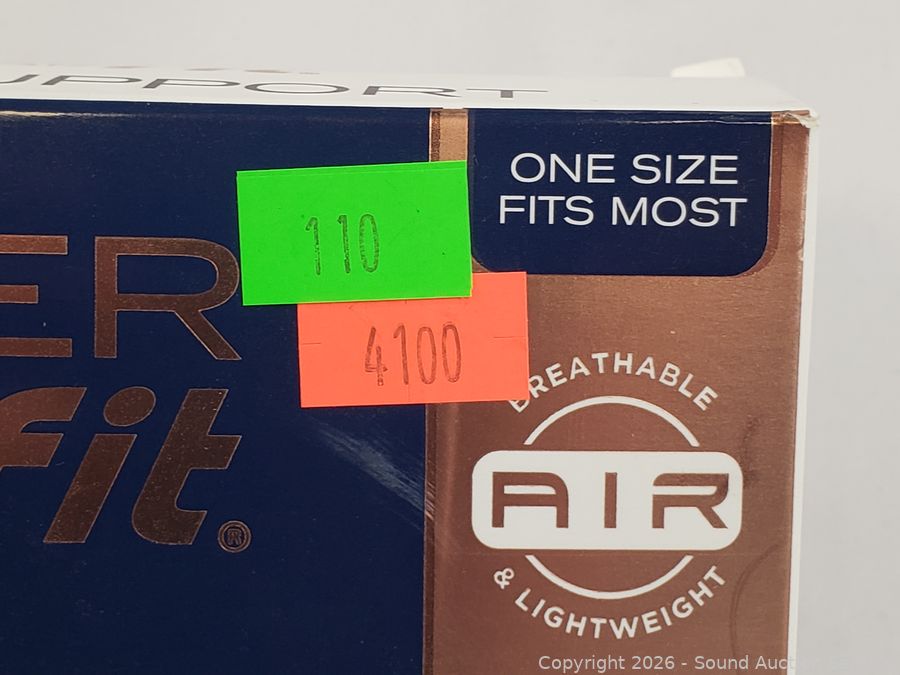 SUPPORT
ONE SIZE
FITS MOST
110
ER
4100
fit®
BREATHABLE
AIR
& LIGHTWEIGHT
Copyright 2026 - Sound Auction